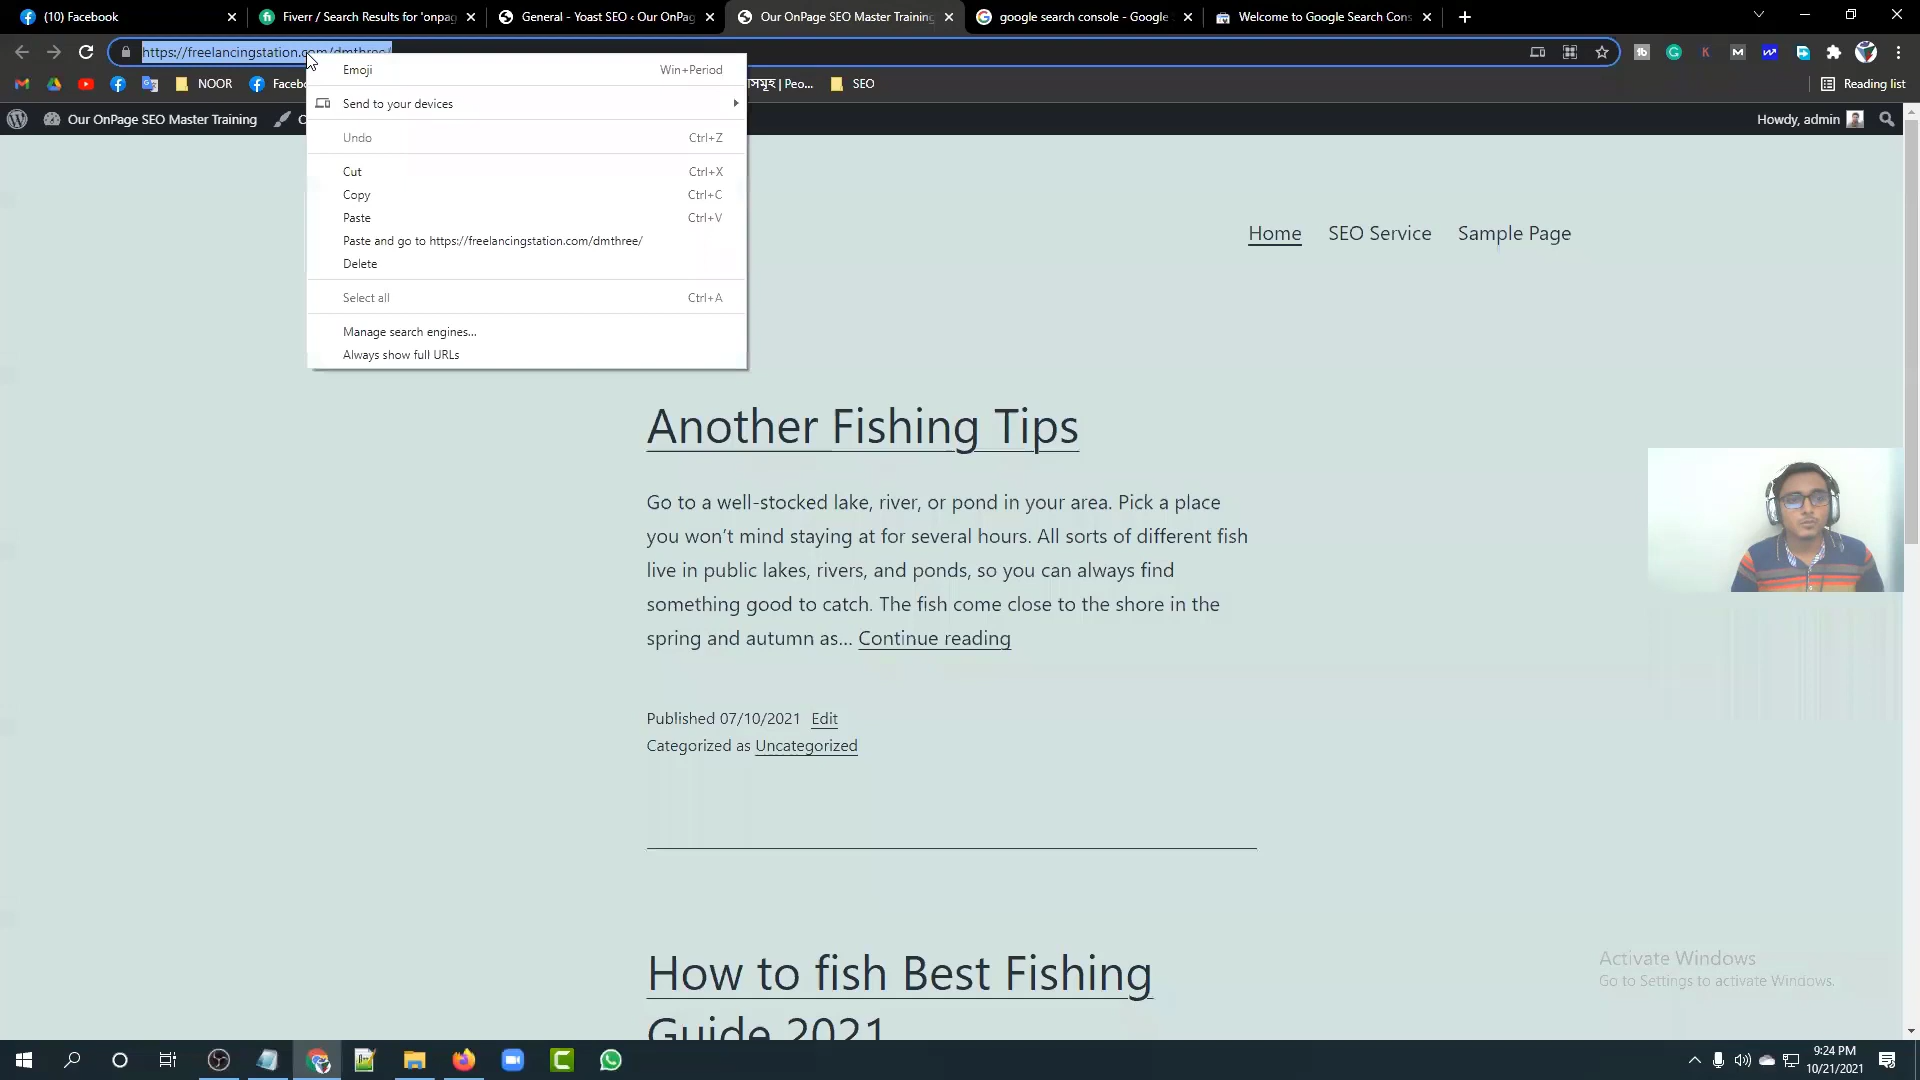 (10) Facebook
Fiverr / Search Results for 'onpag
General - Yoast SEO ‹ Our OnPag
Our OnPage SEO Master Training
google search console - Google
Welcome to Google Search Cons
https://freelancingstation.com/dmthree/
NOOR
Facebo
সমূহ | Peo...
SEO
Reading list
Our OnPage SEO Master Training
Howdy, admin
Emoji Win+Period
Send to your devices
Undo Ctrl+Z
Cut Ctrl+X
Copy Ctrl+C
Paste Ctrl+V
Paste and go to https://freelancingstation.com/dmthree/
Delete
Select all Ctrl+A
Manage search engines...
Always show full URLs
Home SEO Service Sample Page
Another Fishing Tips
Go to a well-stocked lake, river, or pond in your area. Pick a place
you won’t mind staying at for several hours. All sorts of different fish
live in public lakes, rivers, and ponds, so you can always find
something good to catch. The fish come close to the shore in the
spring and autumn as… Continue reading
Published 07/10/2021 Edit
Categorized as Uncategorized
How to fish Best Fishing
Guide 2021
Activate Windows
Go to Settings to activate Windows.
9:24 PM
10/21/2021